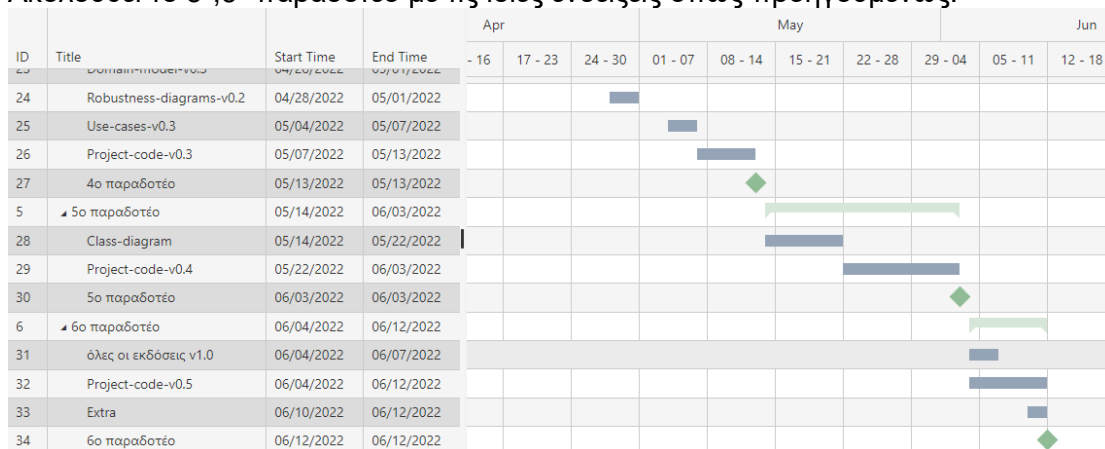 Apr May Jun
ID Title Start Time End Time - 16 17 - 23 24 - 30 01 - 07 08 - 14 15 - 21 22 - 28 29 - 04 05 - 11 12 - 18
24 Robustness-diagrams-v0.2 04/28/2022 05/01/2022
25 Use-cases-v0.3 05/04/2022 05/07/2022
26 Project-code-v0.3 05/07/2022 05/13/2022
27 4ο παραδοτέο 05/13/2022 05/13/2022
5 5ο παραδοτέο 05/14/2022 06/03/2022
28 Class-diagram 05/14/2022 05/22/2022
29 Project-code-v0.4 05/22/2022 06/03/2022
30 5ο παραδοτέο 06/03/2022 06/03/2022
6 6ο παραδοτέο 06/04/2022 06/12/2022
31 όλες οι εκδόσεις v1.0 06/04/2022 06/07/2022
32 Project-code-v0.5 06/04/2022 06/12/2022
33 Extra 06/10/2022 06/12/2022
34 6ο παραδοτέο 06/12/2022 06/12/2022